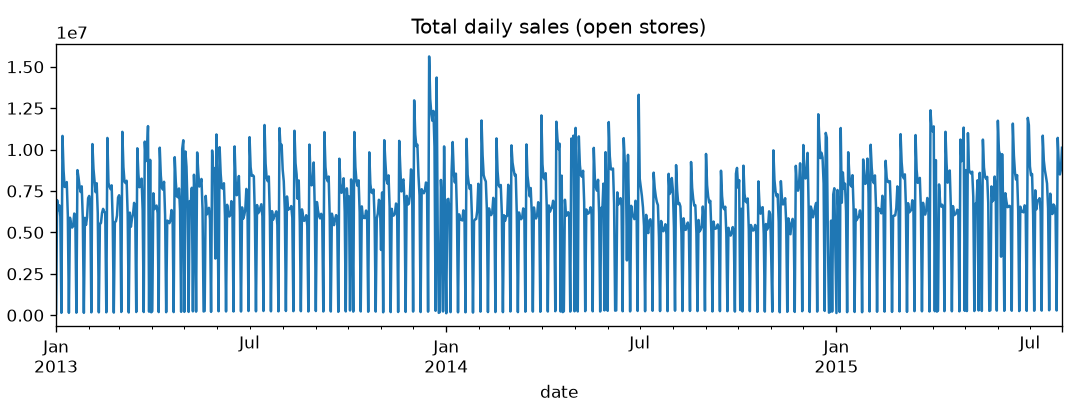 Total daily sales (open stores)
1e7
1.50
1.25
1.00
0.75
0.50
0.25
0.00
Jan Jul Jan Jul Jan Jul
2013 2014 2015
date